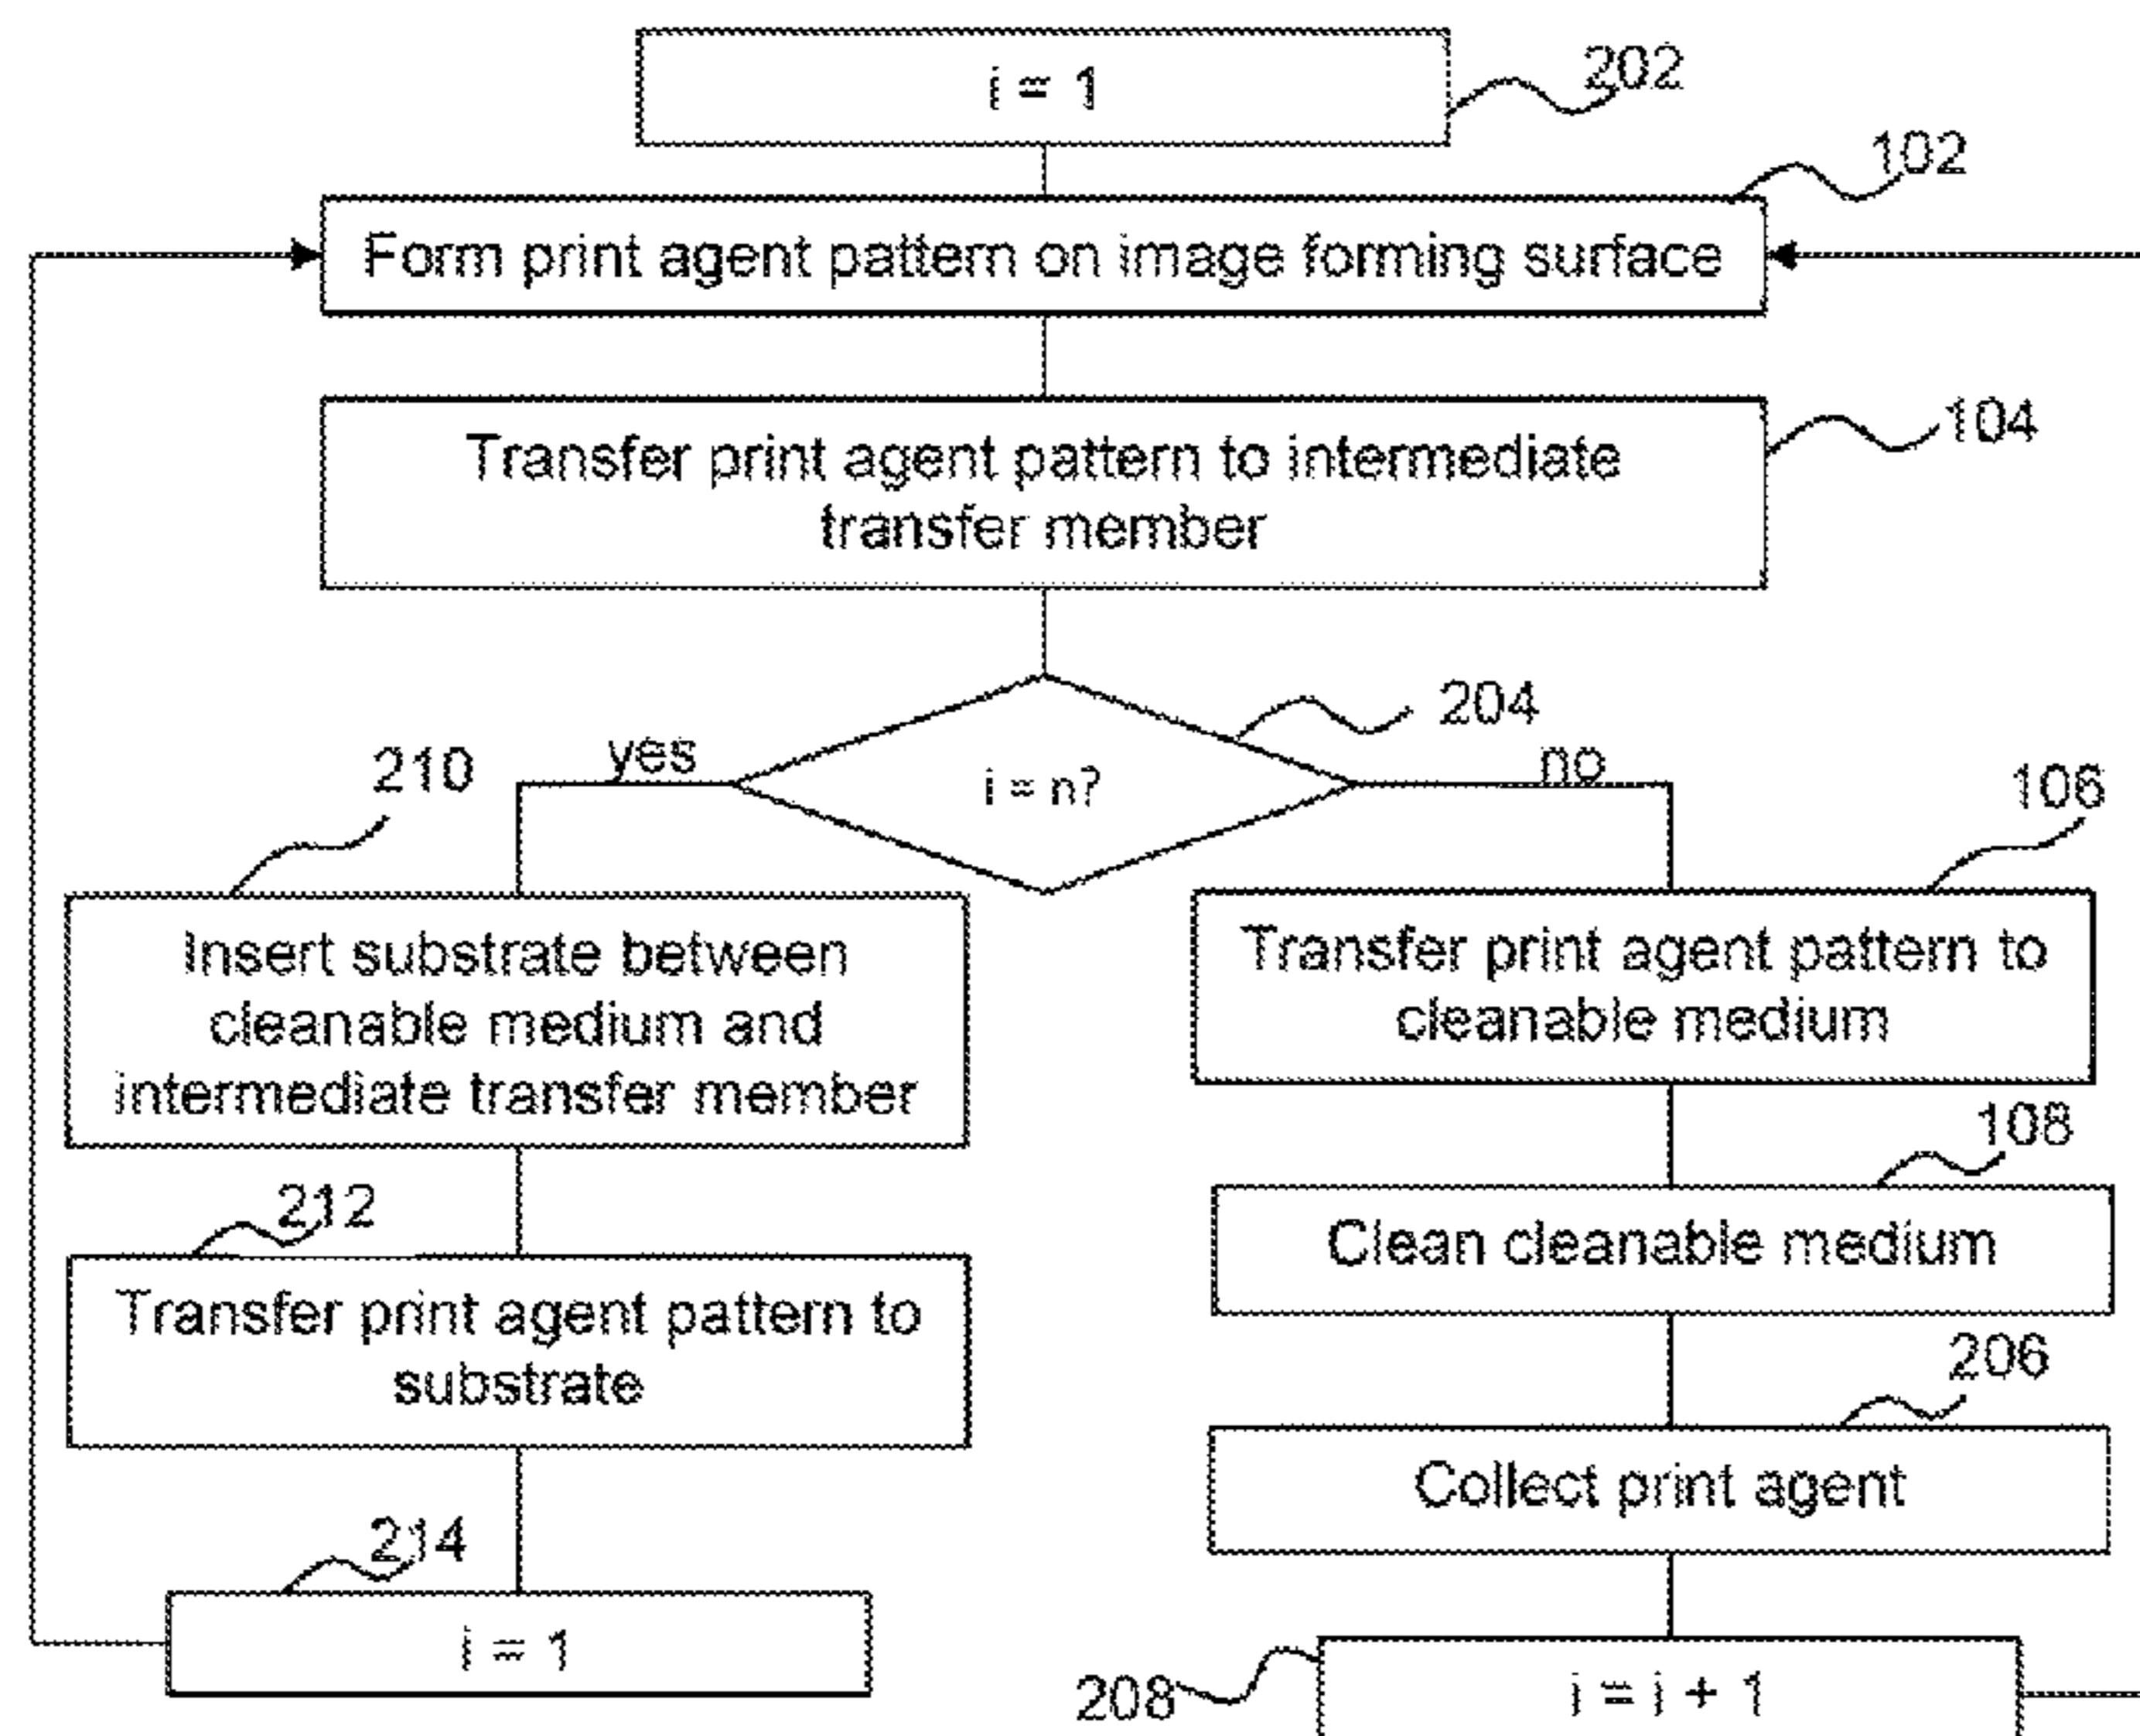 i = 1
202
102
Form print agent pattern on image forming surface
104
Transfer print agent pattern to intermediate
transfer member
204
yes
i = n?
no
210
106
Insert substrate between
cleanable medium and
intermediate transfer member
Transfer print agent pattern to
cleanable medium
108
212
Clean cleanable medium
Transfer print agent pattern to
substrate
206
Collect print agent
214
i = 1
208
i = i + 1